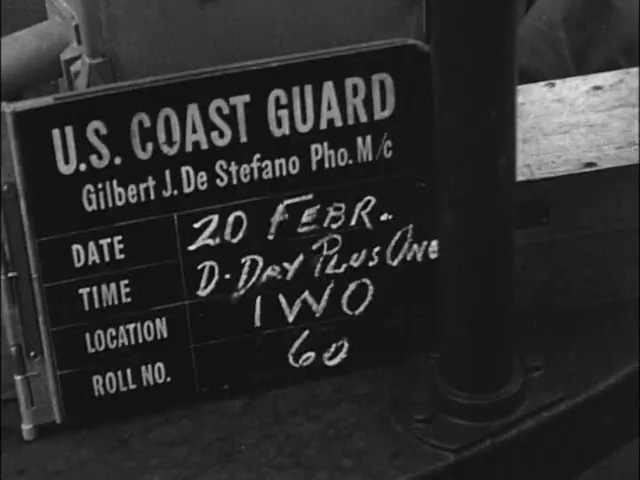 U.S. COAST GUARD
Gilbert J. De Stefano Pho. M/c
DATE 20 FEBR.
TIME D-DAY PLUS ONE
LOCATION IWO
ROLL NO. 60